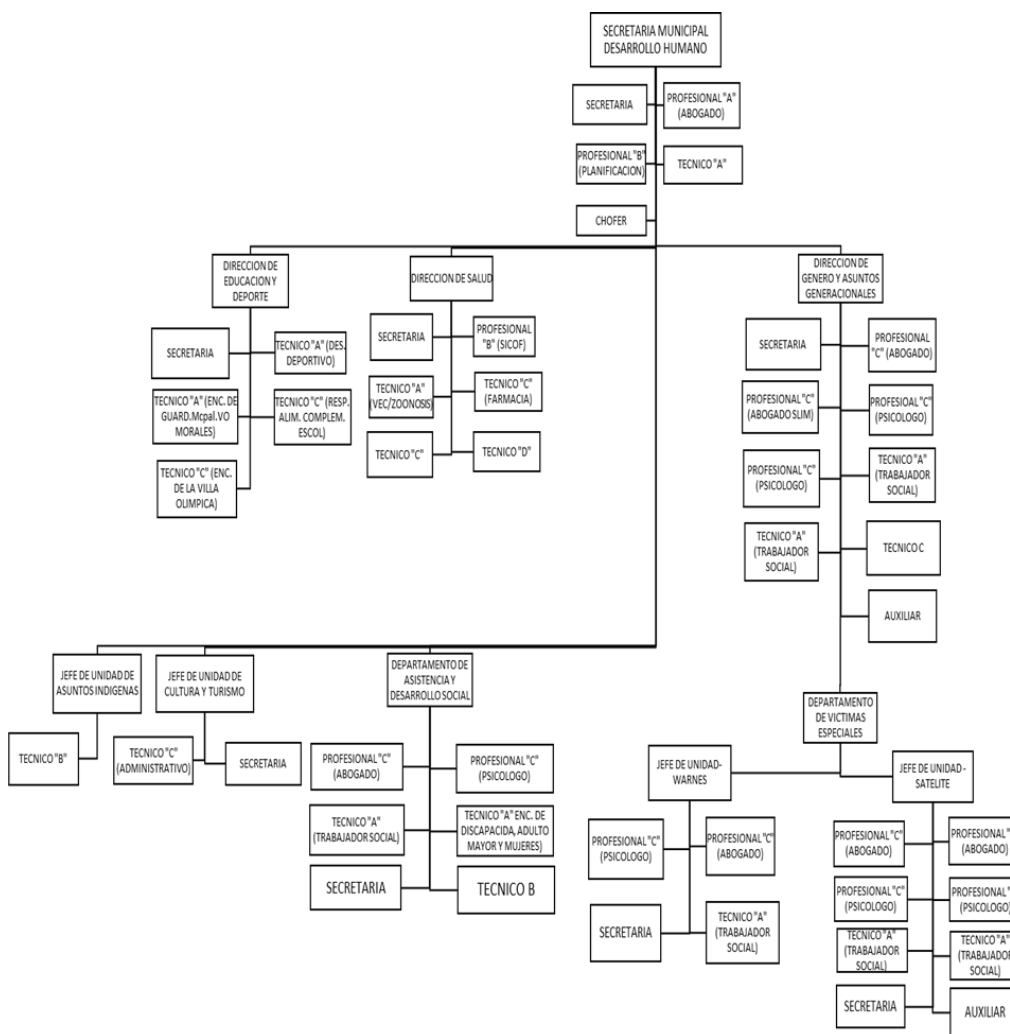 SECRETARIA MUNICIPAL
DESARROLLO HUMANO
SECRETARIA
PROFESIONAL "A"
(ABOGADO)
PROFESIONAL "B"
(PLANIFICACION)
TECNICO "A"
CHOFER
DIRECCION DE
EDUCACION Y
DEPORTE
SECRETARIA
TECNICO "A" (DES.
DEPORTIVO)
TECNICO "A" (ENC. DE
GUARD.Mcpal.VO
MORALES)
TECNICO "C" (RESP.
ALIM. COMPLEM.
ESCOL)
TECNICO "C" (ENC.
DE LA VILLA
OLIMPICA)
DIRECCION DE SALUD
SECRETARIA
PROFESIONAL
"B" (SICOF)
TECNICO "A"
(VEC/ZOONOSIS)
TECNICO "C"
(FARMACIA)
TECNICO "C"
TECNICO "D"
DIRECCION DE
GENERO Y ASUNTOS
GENERACIONALES
SECRETARIA
PROFESIONAL
"C" (ABOGADO)
PROFESIONAL "C"
(ABOGADO SLIM)
PROFESIOAL "C"
(PSICOLOGO)
PROFESIONAL "C"
(PSICOLOGO)
TECNICO "A"
(TRABAJADOR
SOCIAL)
TECNICO "A"
(TRABAJADOR
SOCIAL)
TECNICO C
AUXILIAR
JEFE DE UNIDAD DE
ASUNTOS INDIGENAS
TECNICO "B"
JEFE DE UNIDAD DE
CULTURA Y TURISMO
TECNICO "C"
(ADMINISTRATIVO)
SECRETARIA
DEPARTAMENTO DE
ASISTENCIA Y
DESARROLLO SOCIAL
PROFESIONAL "C"
(ABOGADO)
PROFESIONAL "C"
(PSICOLOGO)
TECNICO "A"
(TRABAJADOR SOCIAL)
TECNICO "A" ENC. DE
DISCAPACIDA, ADULTO
MAYOR Y MUJERES)
SECRETARIA
TECNICO B
DEPARTAMENTO
DE VICTIMAS
ESPECIALES
JEFE DE UNIDAD-
WARNES
PROFESIONAL "C"
(PSICOLOGO)
PROFESIONAL "C"
(ABOGADO)
SECRETARIA
TECNICO "A"
(TRABAJADOR
SOCIAL)
JEFE DE UNIDAD -
SATELITE
PROFESIONAL "C"
(ABOGADO)
PROFESIONAL "
(ABOGADO)
PROFESIONAL "C"
(PSICOLOGO)
PROFESIONAL "
(PSICOLOGO)
TECNICO "A"
(TRABAJADOR
SOCIAL)
TECNICO "A"
(TRABAJADOR
SOCIAL)
SECRETARIA
AUXILIAR